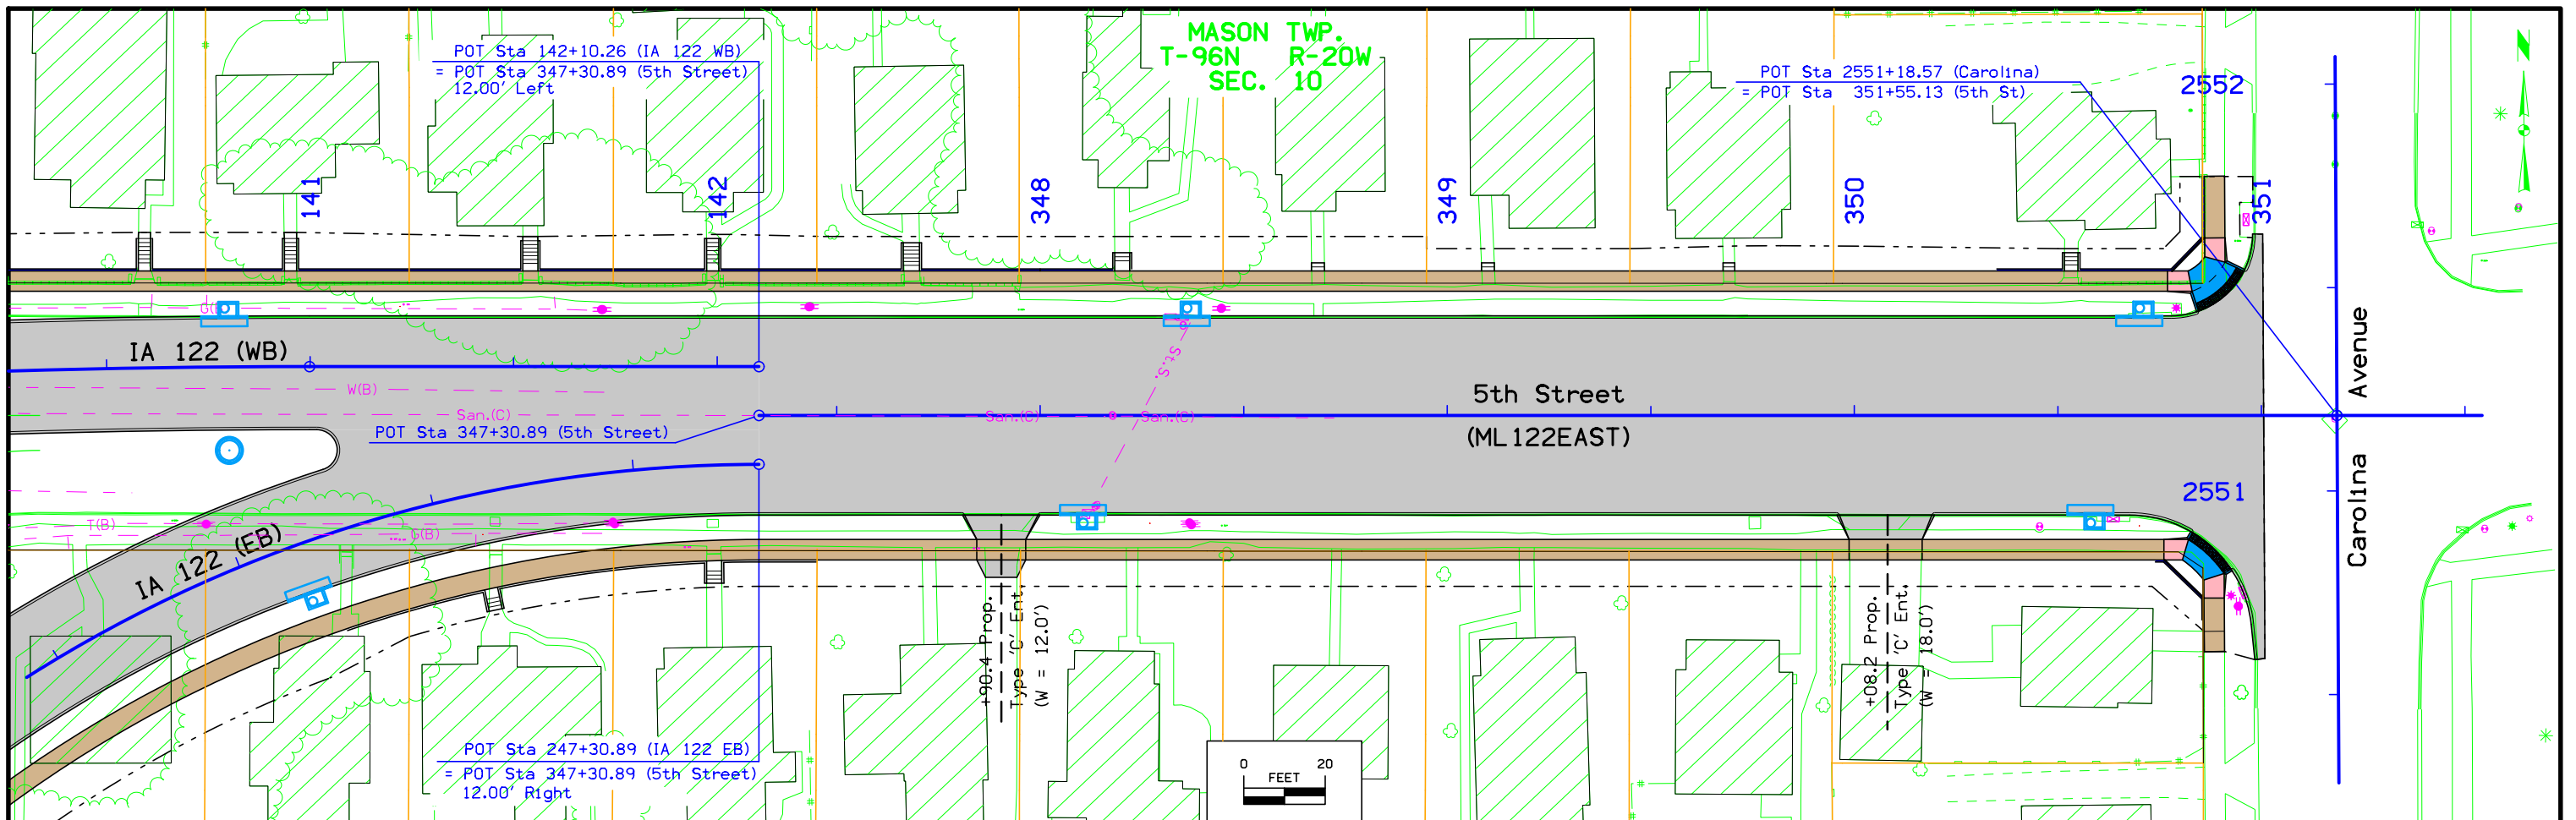 MASON TWP.
T-96N R-20W
SEC. 10
POT Sta 142+10.26 (IA 122 WB)
= POT Sta 347+30.89 (5th Street)
12.00' Left
POT Sta 2551+18.57 (Carolina)
= POT Sta 351+55.13 (5th St)
N
2552
141
142
348
349
350
351
IA 122 (WB)
W(B)
San.(C)
San.(C)
San.(C)
St.S.
POT Sta 347+30.89 (5th Street)
5th Street
(ML122EAST)
Carolina Avenue
2551
T(B)
G(B)
IA 122 (EB)
+90.4 Prop.
Type 'C' Ent.
(W = 12.0')
+08.2 Prop.
Type 'C' Ent.
(W = 18.0')
POT Sta 247+30.89 (IA 122 EB)
= POT Sta 347+30.89 (5th Street)
12.00' Right
0 20
FEET